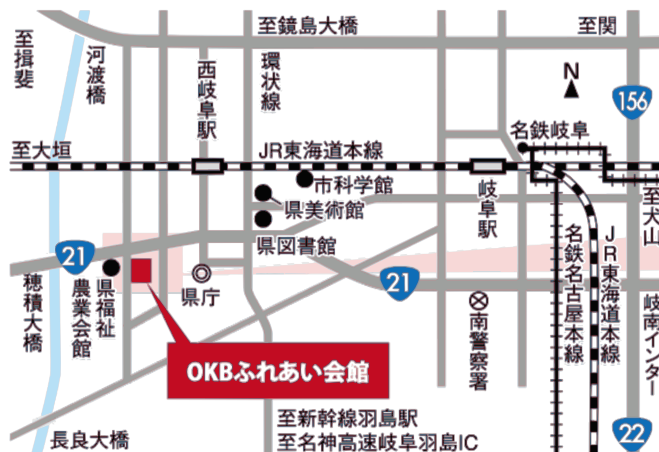 至鏡島大橋
至関
至揖斐
河渡橋
西岐阜駅
環状線
N
156
名鉄岐阜
至大垣
JR東海道本線
市科学館
県美術館
岐阜駅
至犬山
県図書館
21
県福祉
農業会館
県庁
21
穂積大橋
南警察署
名鉄名古屋本線
JR東海道本線
岐南インター
OKBふれあい会館
至新幹線羽島駅
至名神高速岐阜羽島IC
長良大橋
22